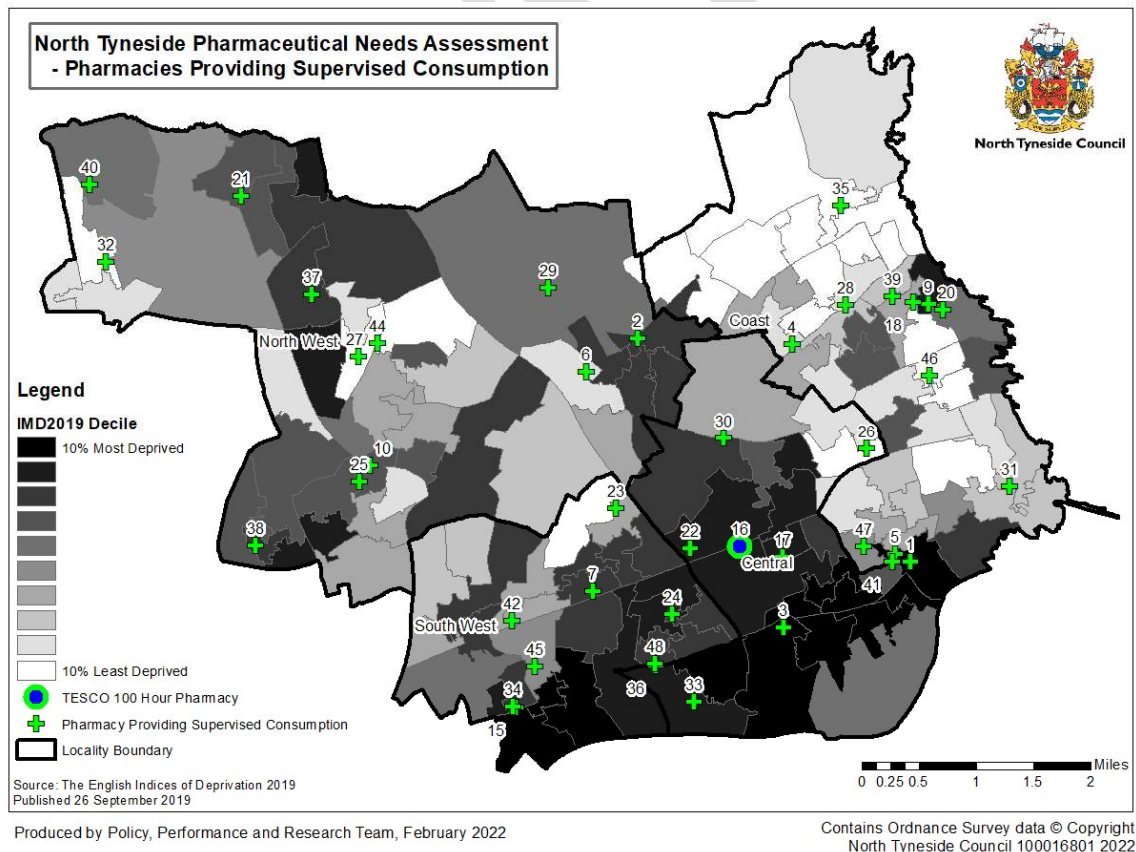 North Tyneside Pharmaceutical Needs Assessment
- Pharmacies Providing Supervised Consumption
North Tyneside Council
40
21
35
32
37
29
28
39
9
20
18
2
Coast
4
North West
44
27
6
46
30
26
10
25
31
23
38
22
16
17
Central
47
5
1
41
7
24
42
South West
3
45
48
36
33
34
15
Legend
IMD2019 Decile
10% Most Deprived
10% Least Deprived
TESCO 100 Hour Pharmacy
Pharmacy Providing Supervised Consumption
Locality Boundary
Miles
0 0.25 0.5 1 1.5 2
Source: The English Indices of Deprivation 2019
Published 26 September 2019
Produced by Policy, Performance and Research Team, February 2022
Contains Ordnance Survey data © Copyright
North Tyneside Council 100016801 2022